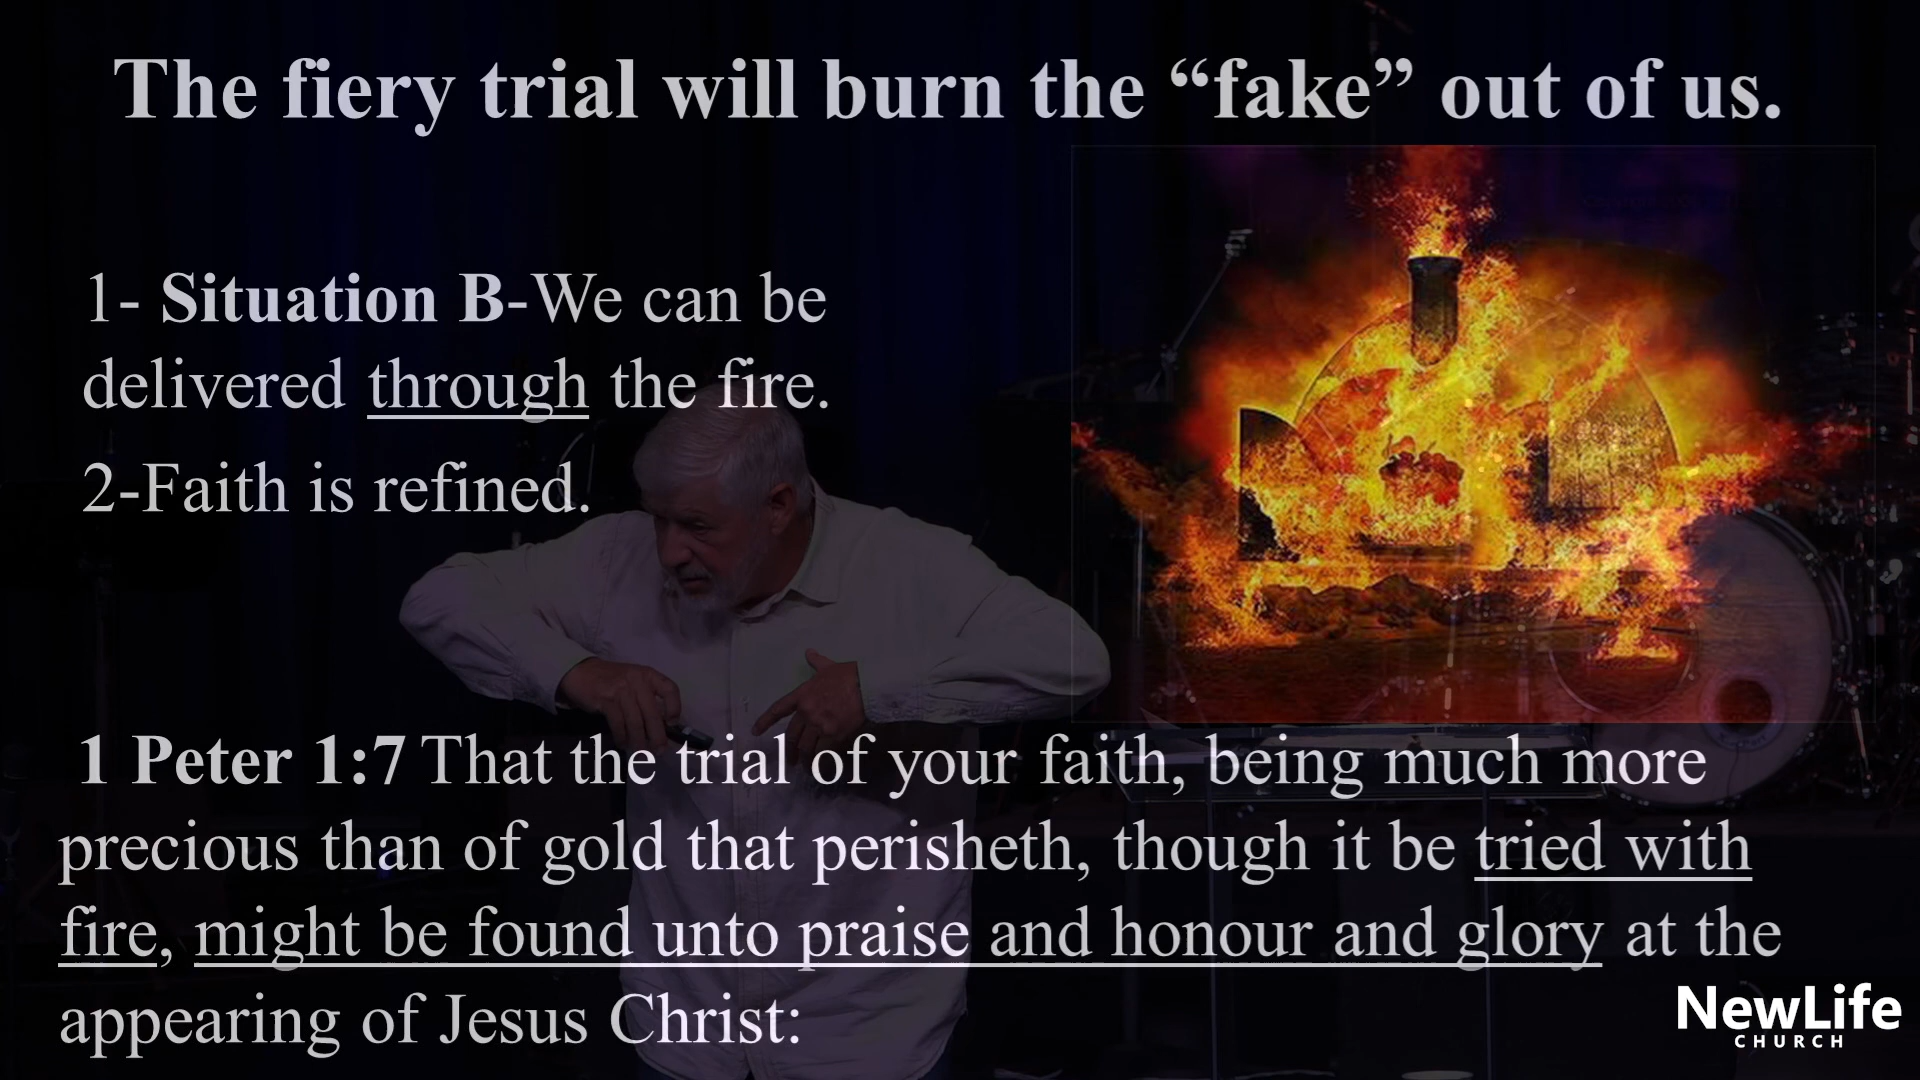 The fiery trial will burn the “fake” out of us.
1- Situation B-We can be
delivered through the fire.
2-Faith is refined.
1 Peter 1:7 That the trial of your faith, being much more
precious than of gold that perisheth, though it be tried with
fire, might be found unto praise and honour and glory at the
appearing of Jesus Christ:
NewLife
CHURCH